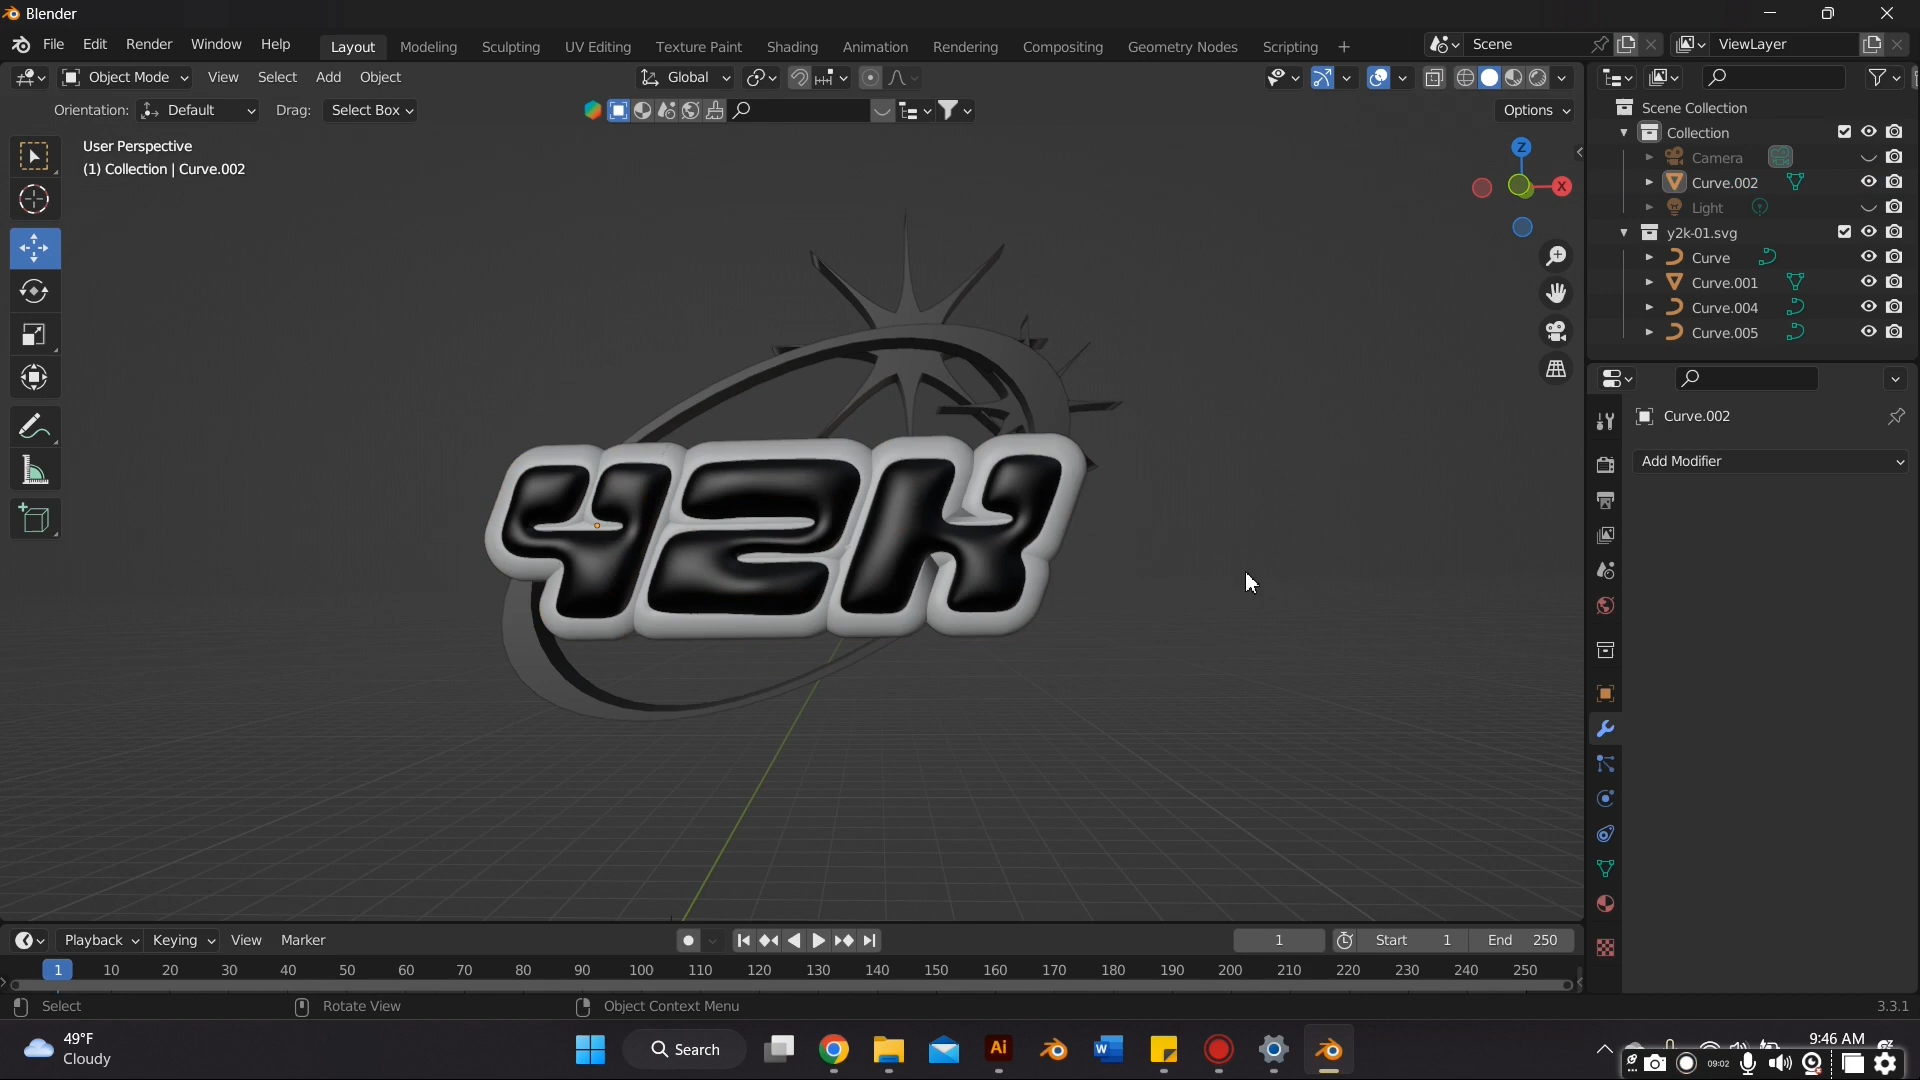 Blender
File Edit Render Window Help Layout Modeling Sculpting UV Editing Texture Paint Shading Animation Rendering Compositing Geometry Nodes Scripting + Scene ViewLayer
Object Mode View Select Add Object Global
Orientation: Default Drag: Select Box Options
User Perspective
(1) Collection | Curve.002
Z
X
Y2K
Scene Collection
Collection
Camera
Curve.002
Light
y2k-01.svg
Curve
Curve.001
Curve.004
Curve.005
Curve.002
Add Modifier
Playback Keying View Marker 1 Start 1 End 250
1 10 20 30 40 50 60 70 80 90 100 110 120 130 140 150 160 170 180 190 200 210 220 230 240 250
Select Rotate View Object Context Menu 3.3.1
49°F
Cloudy
Search
Ai
W
9:46 AM
09:02